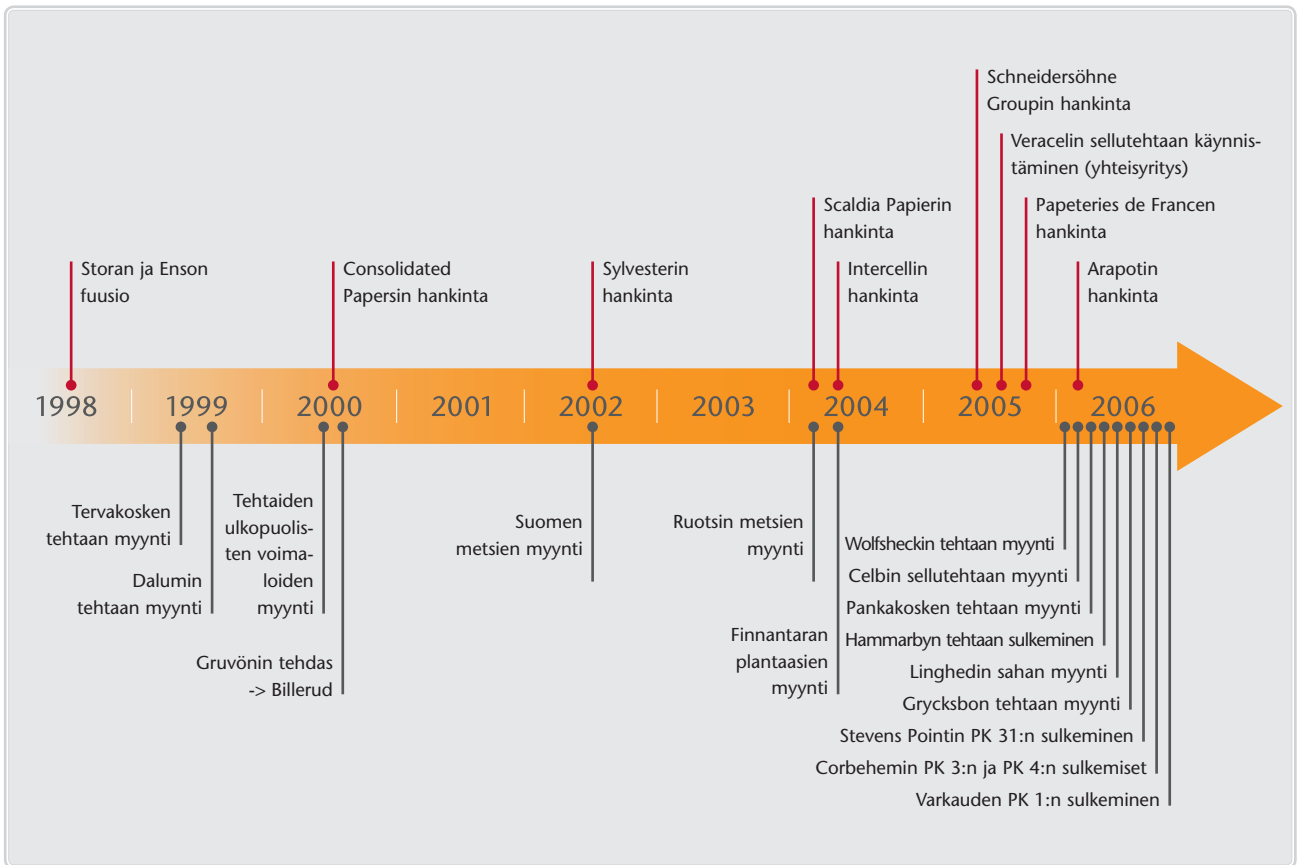 Schneidersöhne
Groupin hankinta
Veracelin sellutehtaan käynnis-
täminen (yhteisyritys)
Scaldia Papierin
hankinta
Papeteries de Francen
hankinta
Storan ja Enson
fuusio
Consolidated
Papersin hankinta
Sylvesterin
hankinta
Intercellin
hankinta
Arapotin
hankinta
1998
1999
2000
2001
2002
2003
2004
2005
2006
Tervakosken
tehtaan myynti
Dalumin
tehtaan myynti
Tehtaiden
ulkopuolis-
ten voima-
loiden
myynti
Gruvönin tehdas
-> Billerud
Suomen
metsien myynti
Ruotsin metsien
myynti
Finnantaran
plantaasien
myynti
Wolfsheckin tehtaan myynti
Celbin sellutehtaan myynti
Pankakosken tehtaan myynti
Hammarbyn tehtaan sulkeminen
Linghedin sahan myynti
Grycksbon tehtaan myynti
Stevens Pointin PK 31:n sulkeminen
Corbehemin PK 3:n ja PK 4:n sulkemiset
Varkauden PK 1:n sulkeminen